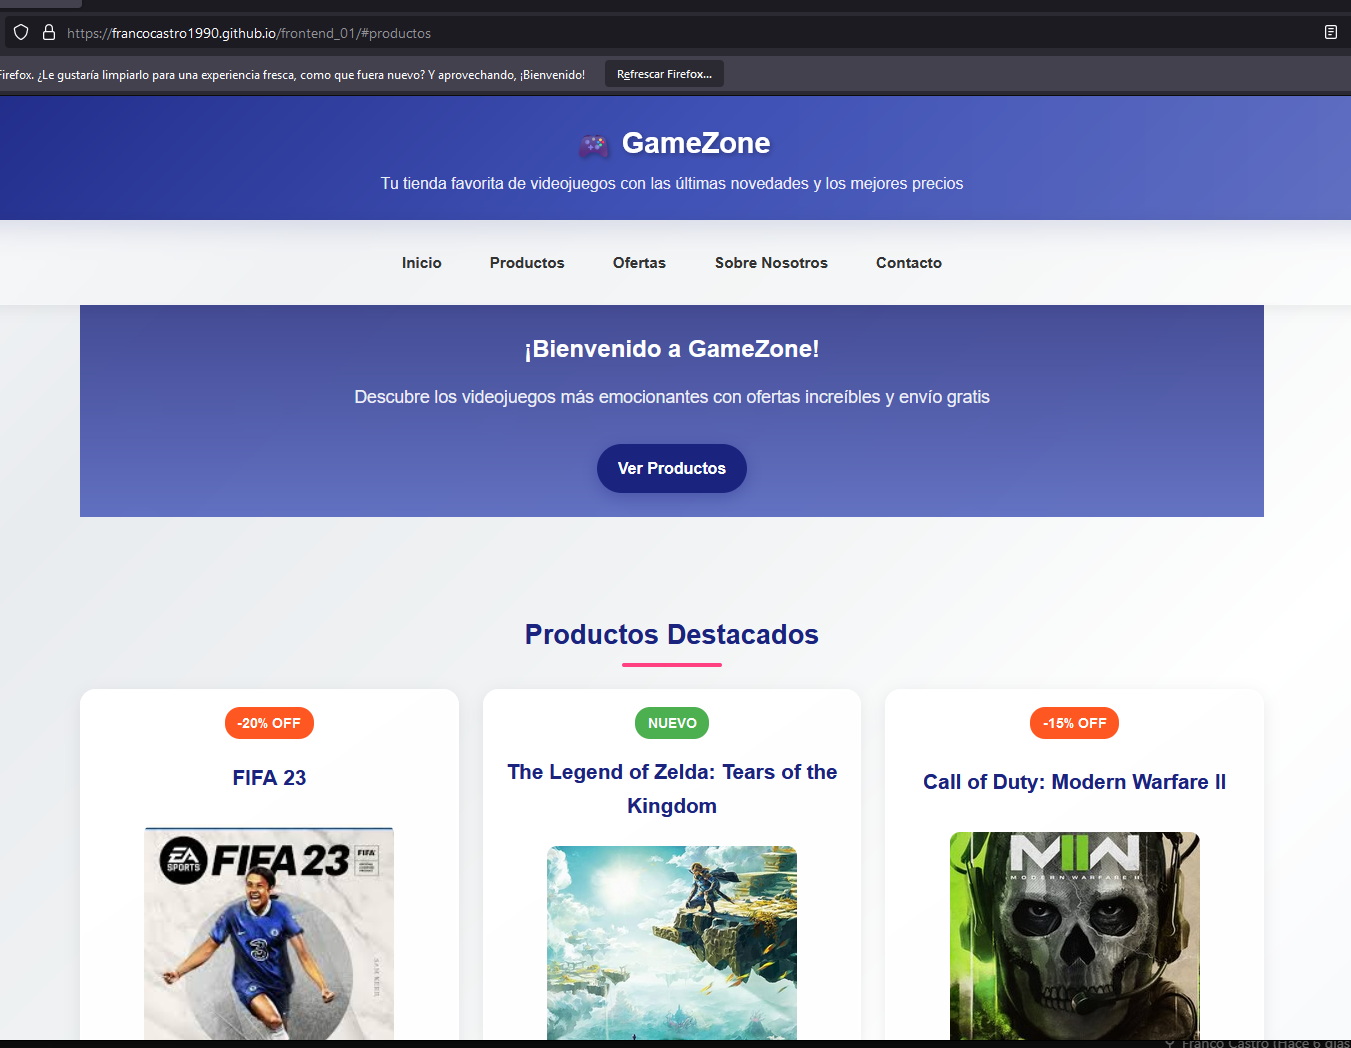 https://francocastro1990.github.io/frontend_01/#productos
Firefox. ¿Le gustaría limpiarlo para una experiencia fresca, como que fuera nuevo? Y aprovechando, ¡Bienvenido!
Refrescar Firefox...
GameZone
Tu tienda favorita de videojuegos con las últimas novedades y los mejores precios
Inicio
Productos
Ofertas
Sobre Nosotros
Contacto
¡Bienvenido a GameZone!
Descubre los videojuegos más emocionantes con ofertas increíbles y envío gratis
Ver Productos
Productos Destacados
-20% OFF
FIFA 23
EA SPORTS
FIFA 23
FIFA
3
NUEVO
The Legend of Zelda: Tears of the
Kingdom
-15% OFF
Call of Duty: Modern Warfare II
MWII
MODERN WARFARE II
Franco Castro (Hace 6 días